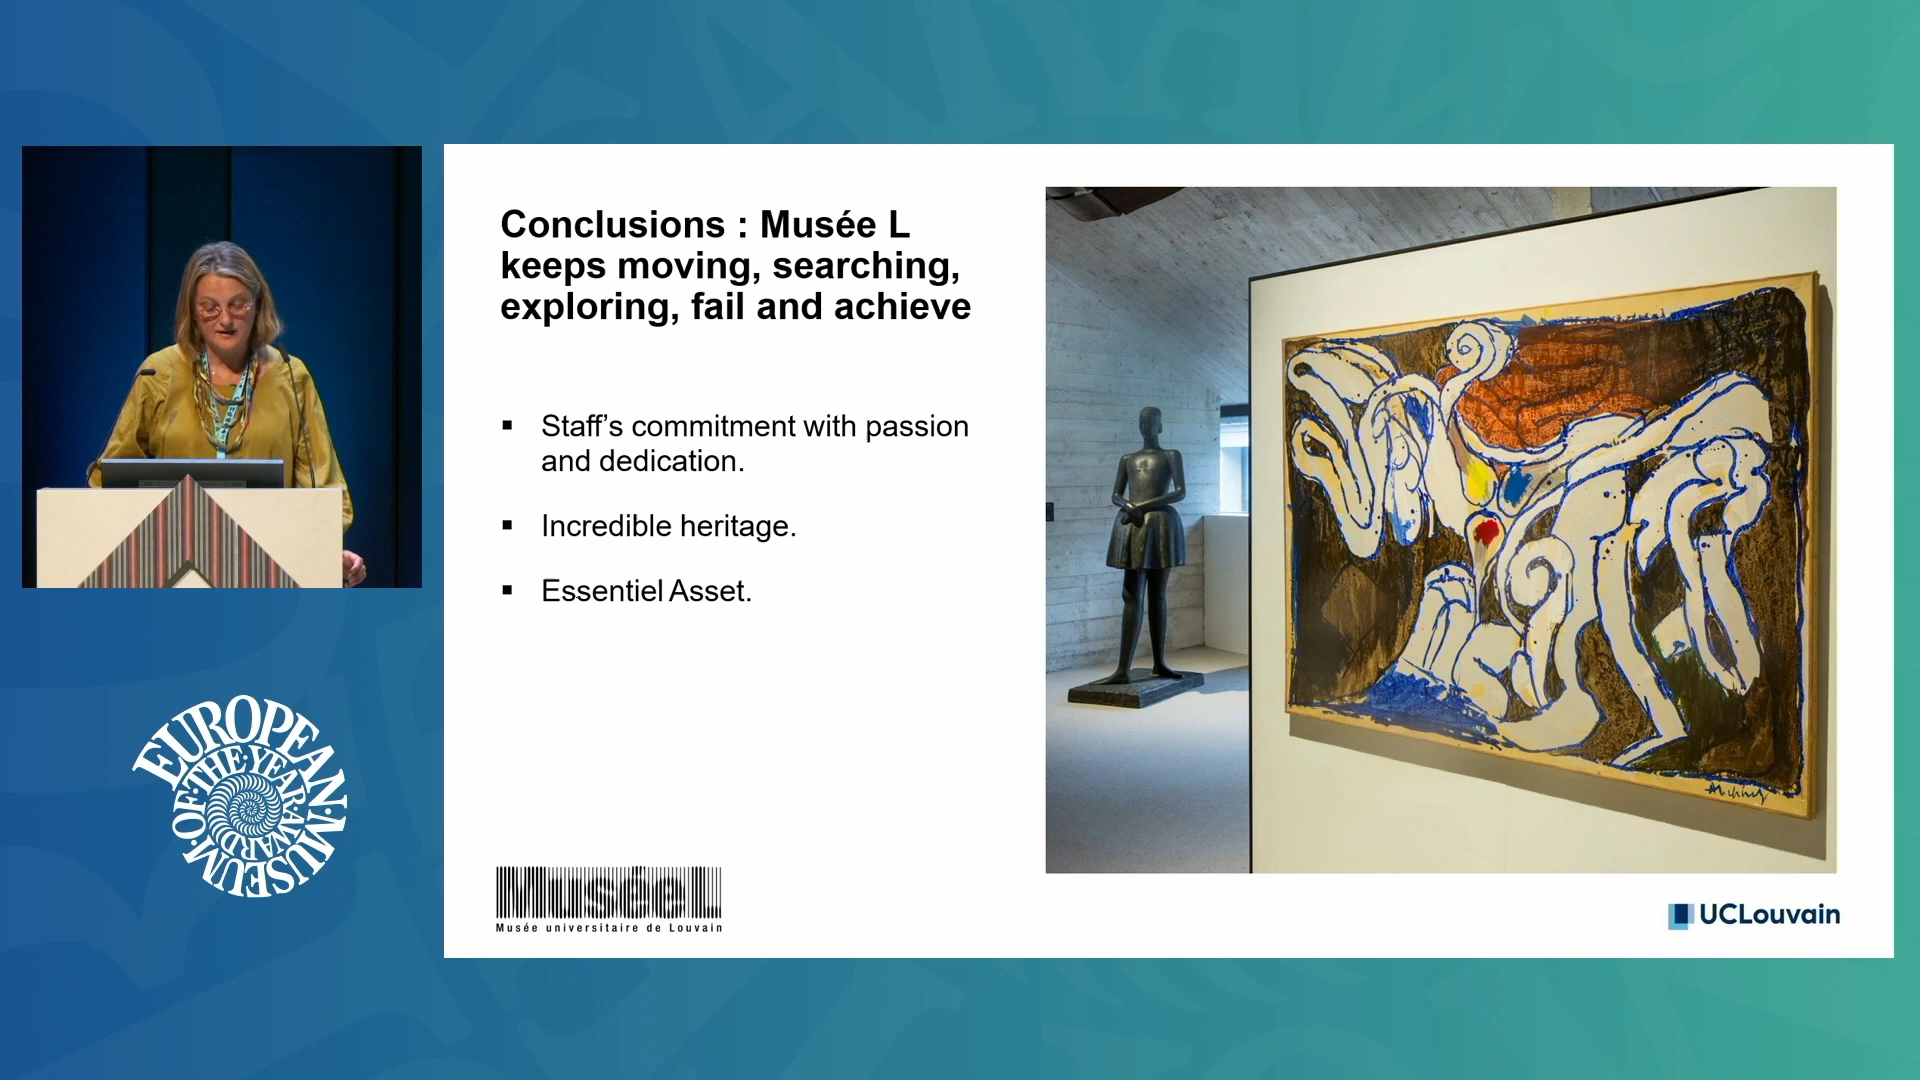 Conclusions : Musée L
keeps moving, searching,
exploring, fail and achieve
▪ Staff’s commitment with passion
and dedication.
▪ Incredible heritage.
▪ Essentiel Asset.
MuséeL
Musée universitaire de Louvain
UCLouvain
EUROPEAN·MUSEUM·
OF·THE·YEAR·AWARD